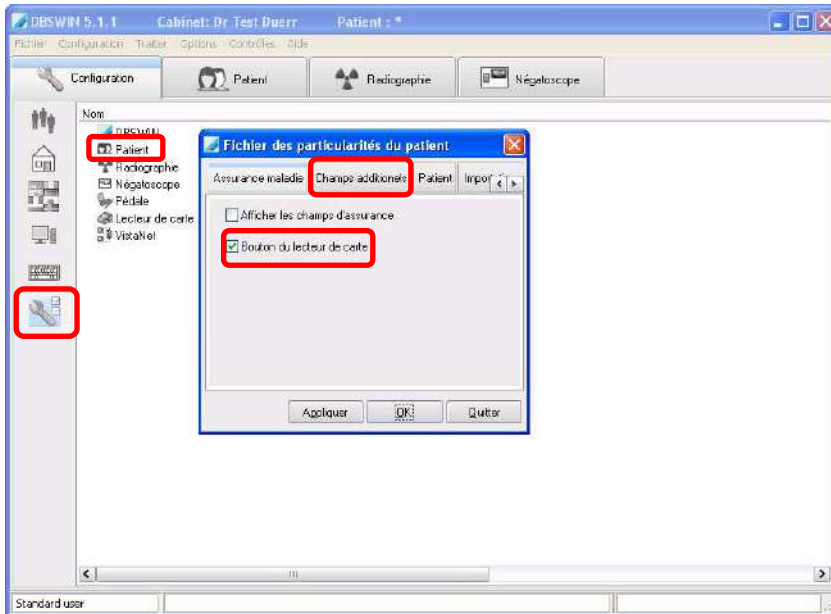 DBSWIN 5.1.1 Cabinet: Dr Test Duerr Patient : *
Fichier Configuration Traiter Options Contrôles Aide
Configuration Patient Radiographie Négatoscope
Nom
DBSWIN
Patient
Radiographie
Négatoscope
Pédale
Lecteur de carte
VistaNet
Fichier des particularités du patient
Assurance maladie Champs additionels Patient
Afficher les champs d'assurance
Bouton du lecteur de carte
Appliquer OK Quitter
Standard user